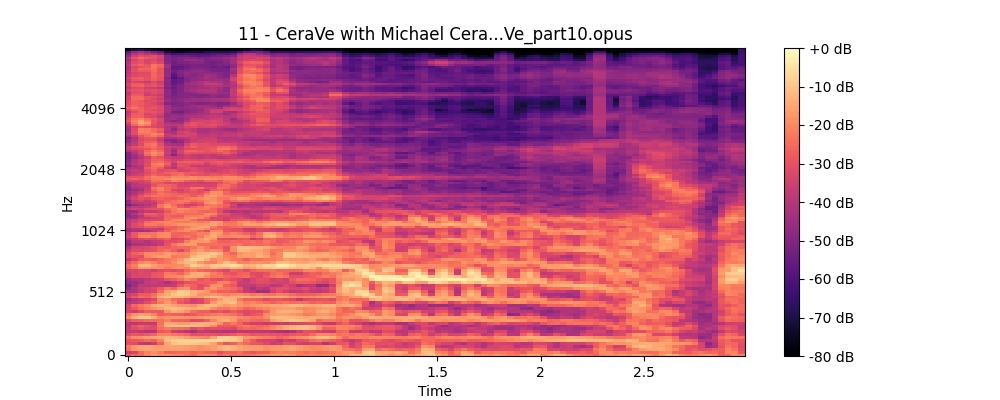 11 - CeraVe with Michael Cera...Ve_part10.opus
Hz
4096
2048
1024
512
0
0
0.5
1
1.5
2
2.5
Time
+0 dB
-10 dB
-20 dB
-30 dB
-40 dB
-50 dB
-60 dB
-70 dB
-80 dB